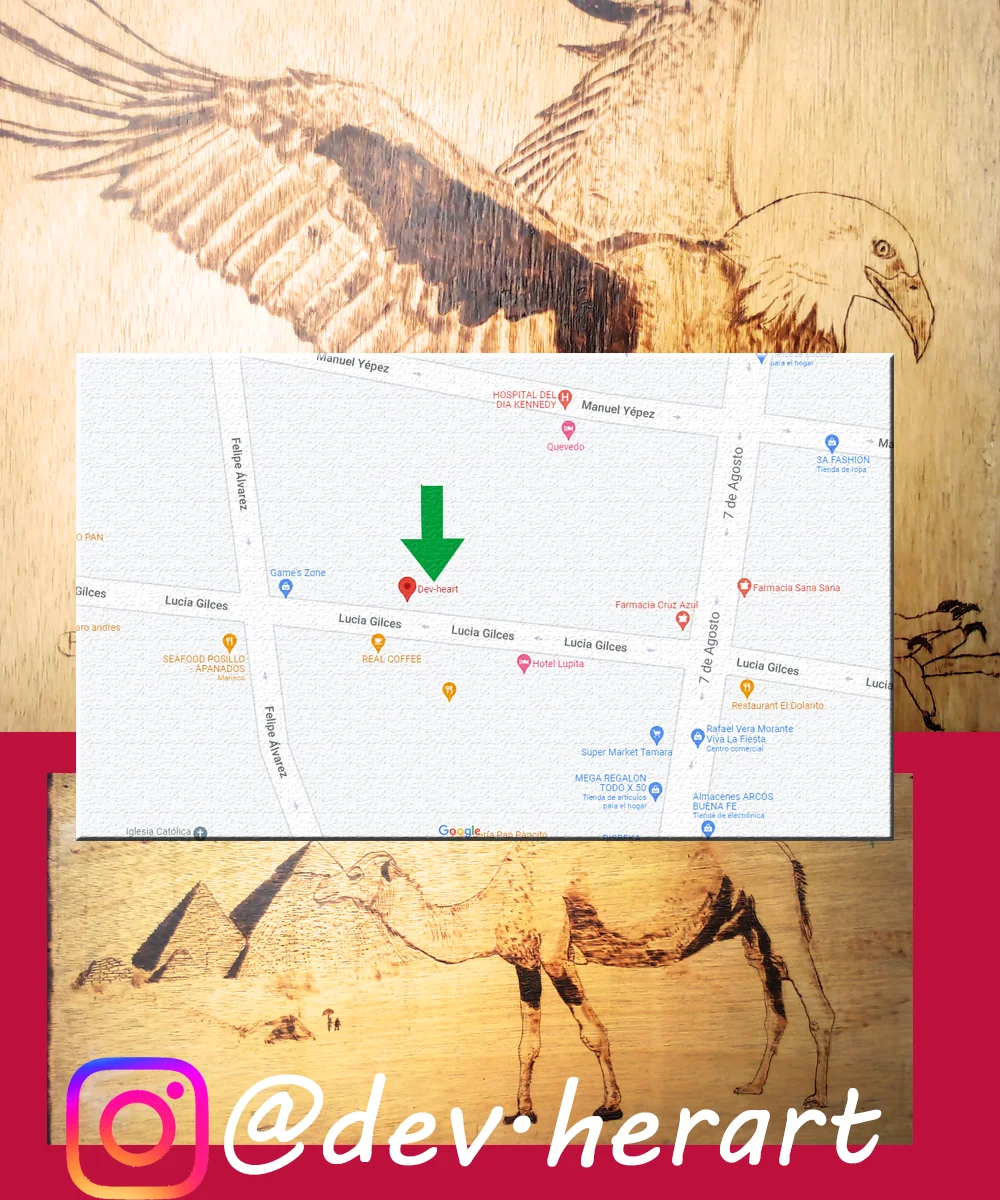 Manuel Yépez
para el hogar
HOSPITAL DEL
DIA KENNEDY
Manuel Yépez
Ma
Quevedo
3A.FASHION
Tienda de ropa
Felipe Álvarez
7 de Agosto
O PAN
Game's Zone
Dev-heart
Farmacia Sana Sana
Gilces
Lucia Gilces
Lucia Gilces
Lucia Gilces
Lucia Gilces
Farmacia Cruz Azul
7 de Agosto
aro andres
SEAFOOD POSILLO
- APANADOS
Marisco
REAL COFFEE
Hotel Lupita
Lucia Gilces
Lucia
Restaurant El Dolarito
Felipe Álvarez
Super Market Tamara
Rafael Vera Morante
Viva La Fiesta
Centro comercial
MEGA REGALON
TODO X 50
Tienda de artículos
para el hogar
Almacenes ARCOS
BUENA FE
Tienda de electrónica
Iglesia Católica
Google
ería Pan Pancito
@dev•herart